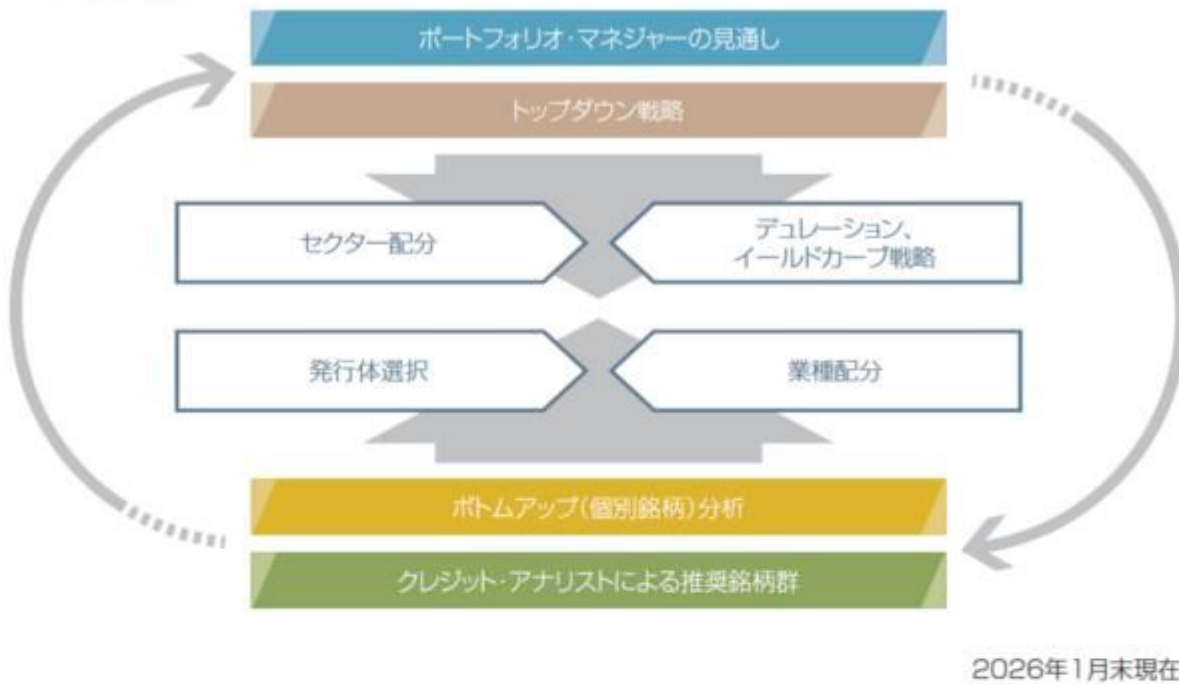 ポートフォリオ・マネジャーの見通し
トップダウン戦略
セクター配分
デュレーション、
イールドカーブ戦略
発行体選択
業種配分
ボトムアップ(個別銘柄)分析
クレジット・アナリストによる推奨銘柄群
2026年1月末現在